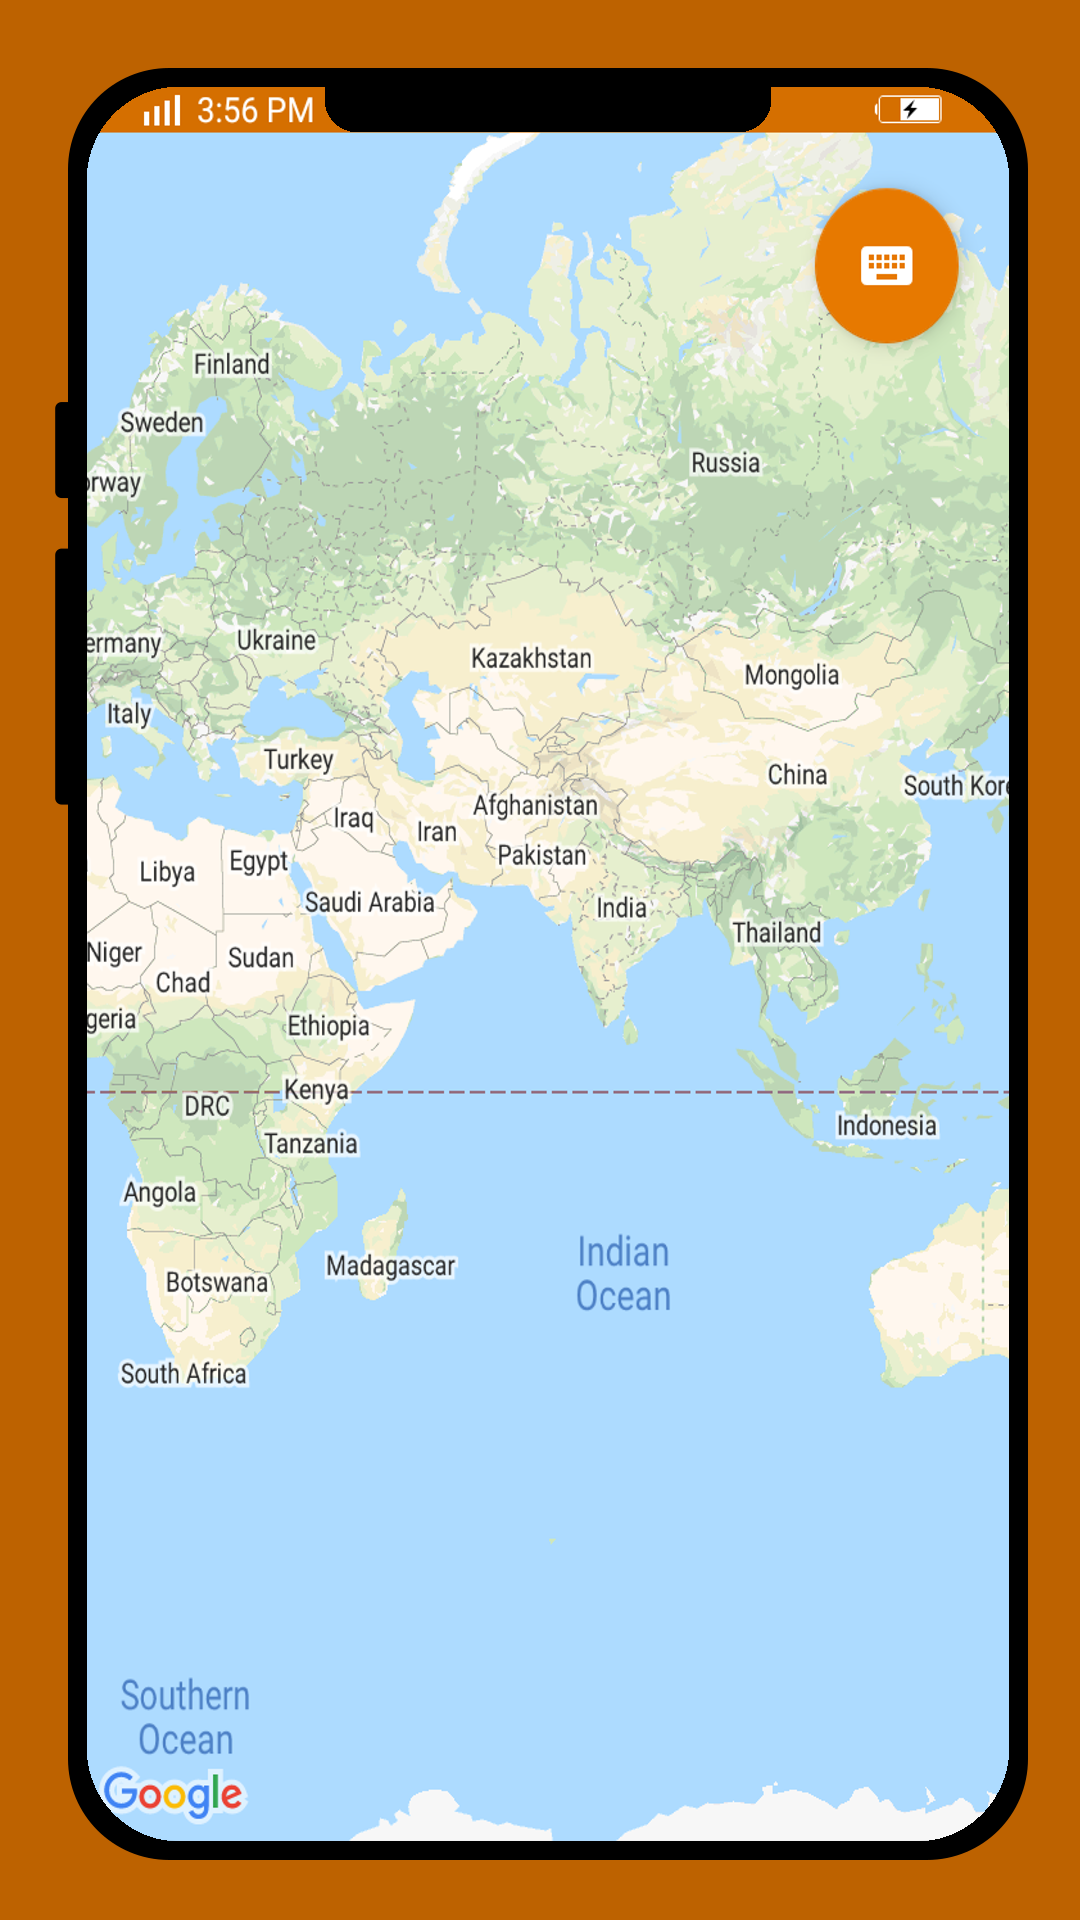 3:56 PM
Finland
Sweden
orway
Russia
Ukraine
ermany
Kazakhstan
Mongolia
Italy
Turkey
China
South Kore
Afghanistan
Iraq
Iran
Pakistan
Egypt
Libya
Saudi Arabia
India
Thailand
Niger
Sudan
Chad
geria
Ethiopia
Kenya
DRC
Indonesia
Tanzania
Angola
Indian
Ocean
Madagascar
Botswana
South Africa
Southern
Ocean
Google